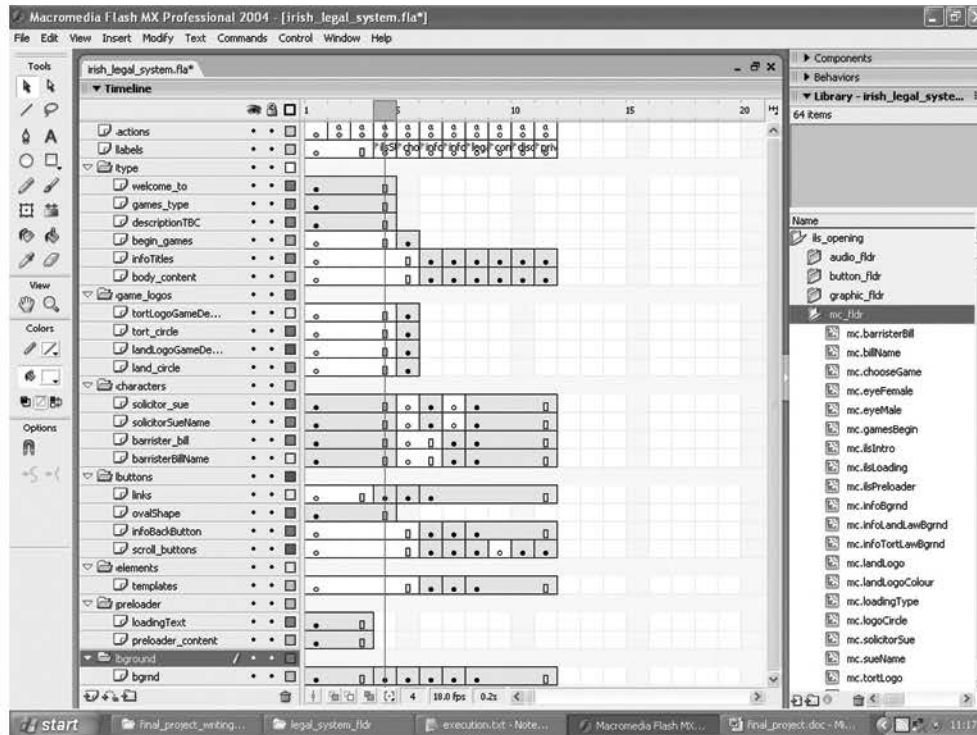 Macromedia Flash MX Professional 2004 - [irish_legal_system.fla*]
File Edit View Insert Modify Text Commands Control Window Help
Tools
View
Colors
Options
irish_legal_system.fla*
Timeline
1 5 10 15 20
actions
labels
type
welcome_to
games_type
descriptionTBC
begin_games
infoTitles
body_content
game_logos
tortLogoGameDe...
tort_circle
landLogoGameDe...
land_circle
characters
solicitor_sue
solicitorSueName
barrister_bill
barristerBillName
buttons
links
ovalShape
infoBackButton
scroll_buttons
elements
templates
preloader
loadingText
preloader_content
bground
bgrnd
4 18.0 fps 0.2s
Components
Behaviors
Library - irish_legal_syste...
64 items
Name
ils_opening
audio_fldr
button_fldr
graphic_fldr
mc_fldr
mc.barristerBill
mc.billName
mc.chooseGame
mc.eyeFemale
mc.eyeMale
mc.gamesBegin
mc.ilsIntro
mc.ilsLoading
mc.ilsPreloader
mc.infoBgrnd
mc.infoLandLawBgrnd
mc.infoTortLawBgrnd
mc.landLogo
mc.landLogoColour
mc.loadingType
mc.logoCircle
mc.solicitorSue
mc.sueName
mc.tortLogo
start final_project_writing... legal_system_fldr execution.txt - Note... Macromedia Flash MX... final_project.doc - Mi... 11:17